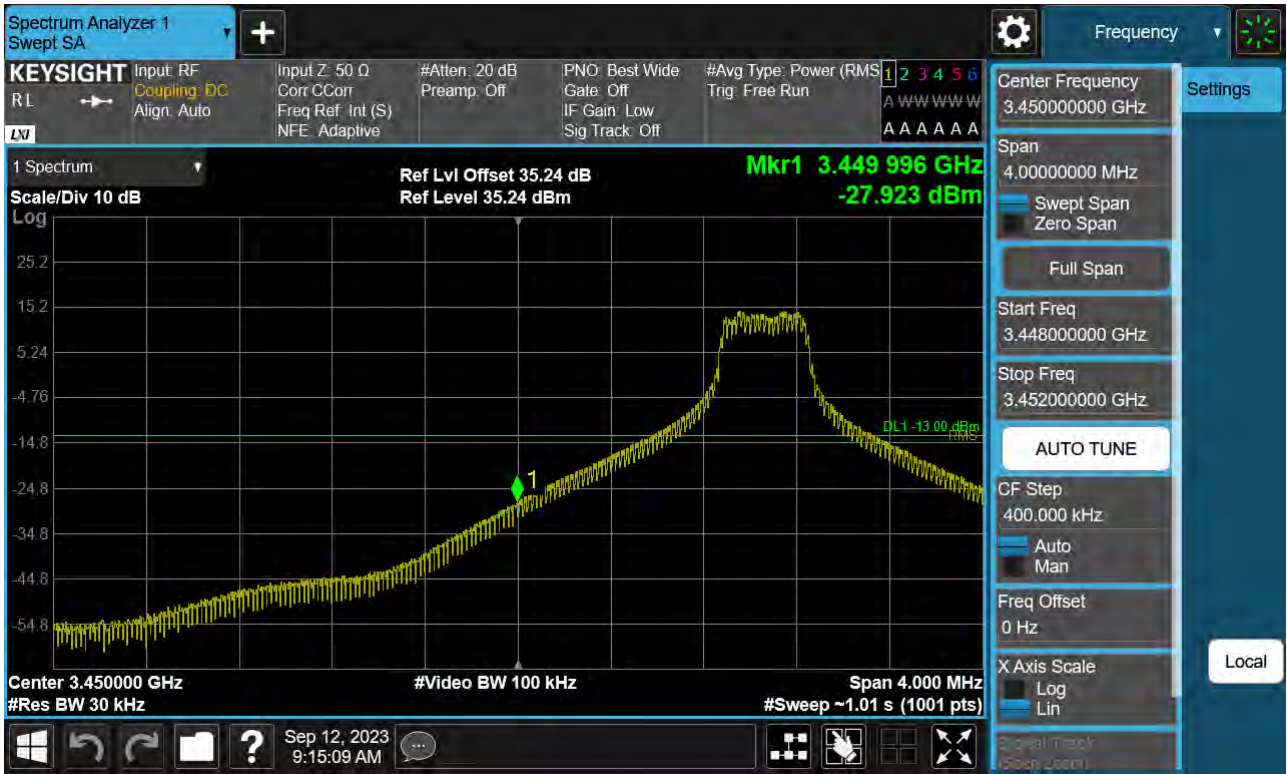 Spectrum Analyzer 1
Swept SA
Frequency
KEYSIGHT
RL
LXI
Input: RF
Coupling: DC
Align: Auto
Input Z: 50 Ω
Corr CCorr
Freq Ref: Int (S)
NFE: Adaptive
#Atten: 20 dB
Preamp: Off
PNO: Best Wide
Gate: Off
IF Gain: Low
Sig Track: Off
#Avg Type: Power (RMS
Trig: Free Run
1 2 3 4 5 6
A W W W W W
A A A A A A
1 Spectrum
Scale/Div 10 dB
Log
Ref Lvl Offset 35.24 dB
Ref Level 35.24 dBm
Mkr1 3.449 996 GHz
-27.923 dBm
25.2
15.2
5.24
-4.76
-14.8
-24.8
-34.8
-44.8
-54.8
DL1 -13.00 dBm
RMS
1
Center 3.450000 GHz
#Video BW 100 kHz
Span 4.000 MHz
#Res BW 30 kHz
#Sweep ~1.01 s (1001 pts)
Center Frequency
3.450000000 GHz
Settings
Span
4.00000000 MHz
Swept Span
Zero Span
Full Span
Start Freq
3.448000000 GHz
Stop Freq
3.452000000 GHz
AUTO TUNE
CF Step
400.000 kHz
Auto
Man
Freq Offset
0 Hz
X Axis Scale
Log
Lin
Local
Signal Track
(Span Zoom)
Sep 12, 2023
9:15:09 AM